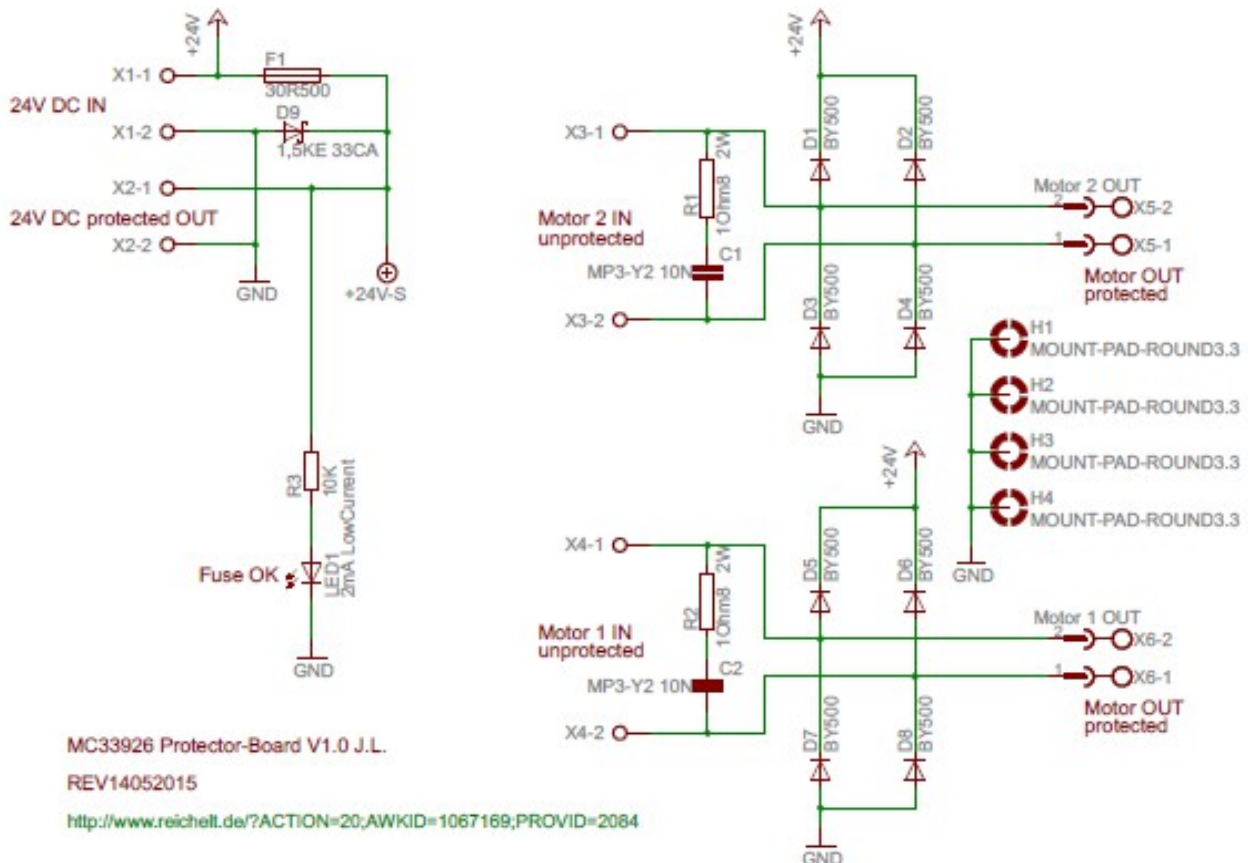 +24V
X1-1
F1
30R500
24V DC IN
D9
X1-2
1,5KE 33CA
X2-1
24V DC protected OUT
X2-2
GND
+24V-S
R3
10K
LED1
2mA LowCurrent
Fuse OK
GND
+24V
D1
BY500
D2
BY500
X3-1
R1
1Ohm8 2W
Motor 2 IN
unprotected
C1
MP3-Y2 10N
X3-2
D3
BY500
D4
BY500
GND
Motor 2 OUT
2
X5-2
1
X5-1
Motor OUT
protected
H1
MOUNT-PAD-ROUND3.3
H2
MOUNT-PAD-ROUND3.3
H3
MOUNT-PAD-ROUND3.3
H4
MOUNT-PAD-ROUND3.3
GND
+24V
X4-1
D5
BY500
D6
BY500
R2
1Ohm8 2W
Motor 1 IN
unprotected
C2
MP3-Y2 10N
X4-2
D7
BY500
D8
BY500
GND
Motor 1 OUT
2
X6-2
1
X6-1
Motor OUT
protected
MC33926 Protector-Board V1.0 J.L.
REV14052015
http://www.reichelt.de/?ACTION=20;AWKID=1067169;PROVID=2084